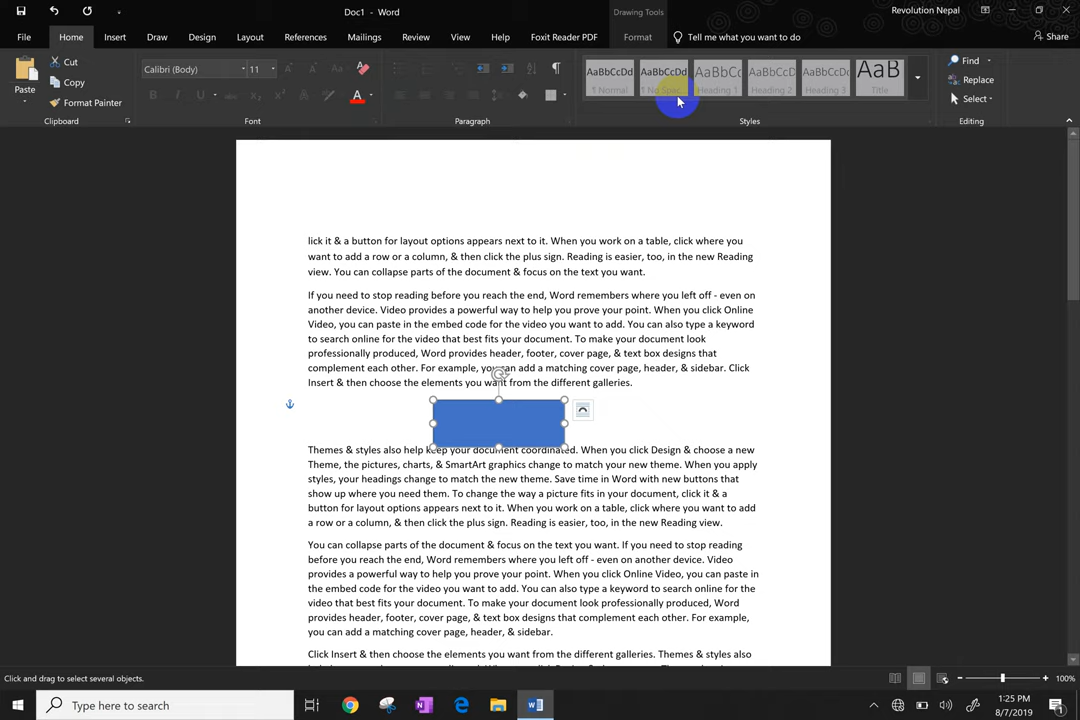 Doc1 - Word
Drawing Tools
Revolution Nepal
File
Home
Insert
Draw
Design
Layout
References
Mailings
Review
View
Help
Foxit Reader PDF
Format
Tell me what you want to do
Share
Paste
Cut
Copy
Format Painter
Clipboard
Calibri (Body)
11
Font
Paragraph
AaBbCcDd
¶ Normal
AaBbCcDd
¶ No Spac...
AaBbCc
Heading 1
AaBbCcDd
Heading 2
AaBbCcDd
Heading 3
AaB
Title
Styles
Find
Replace
Select
Editing
lick it & a button for layout options appears next to it. When you work on a table, click where you
want to add a row or a column, & then click the plus sign. Reading is easier, too, in the new Reading
view. You can collapse parts of the document & focus on the text you want.
If you need to stop reading before you reach the end, Word remembers where you left off - even on
another device. Video provides a powerful way to help you prove your point. When you click Online
Video, you can paste in the embed code for the video you want to add. You can also type a keyword
to search online for the video that best fits your document. To make your document look
professionally produced, Word provides header, footer, cover page, & text box designs that
complement each other. For example, you can add a matching cover page, header, & sidebar. Click
Insert & then choose the elements you want from the different galleries.
Themes & styles also help keep your document coordinated. When you click Design & choose a new
Theme, the pictures, charts, & SmartArt graphics change to match your new theme. When you apply
styles, your headings change to match the new theme. Save time in Word with new buttons that
show up where you need them. To change the way a picture fits in your document, click it & a
button for layout options appears next to it. When you work on a table, click where you want to add
a row or a column, & then click the plus sign. Reading is easier, too, in the new Reading view.
You can collapse parts of the document & focus on the text you want. If you need to stop reading
before you reach the end, Word remembers where you left off - even on another device. Video
provides a powerful way to help you prove your point. When you click Online Video, you can paste in
the embed code for the video you want to add. You can also type a keyword to search online for the
video that best fits your document. To make your document look professionally produced, Word
provides header, footer, cover page, & text box designs that complement each other. For example,
you can add a matching cover page, header, & sidebar.
Click Insert & then choose the elements you want from the different galleries. Themes & styles also
Click and drag to select several objects.
100%
Type here to search
1:25 PM
8/7/2019